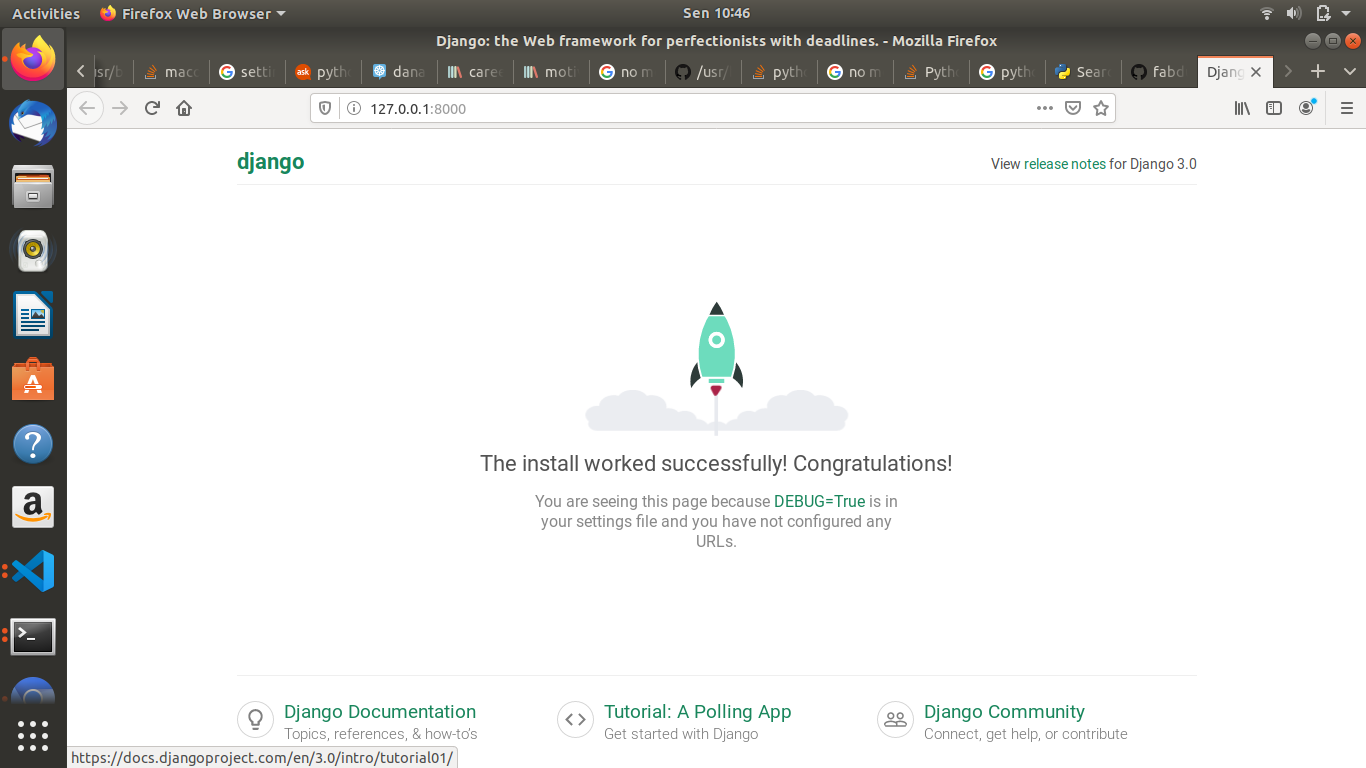 Activities
Firefox Web Browser
Sen 10:46
Django: the Web framework for perfectionists with deadlines. - Mozilla Firefox
usr/b
maco
setti
ask
pyth
dana
care
moti
no m
/usr/
pyth
no m
Pyth
pyth
Sear
fabd
Djang
127.0.0.1:8000
django
View release notes for Django 3.0
The install worked successfully! Congratulations!
You are seeing this page because DEBUG=True is in
your settings file and you have not configured any
URLs.
Django Documentation
Topics, references, & how-to's
Tutorial: A Polling App
Get started with Django
Django Community
Connect, get help, or contribute
https://docs.djangoproject.com/en/3.0/intro/tutorial01/